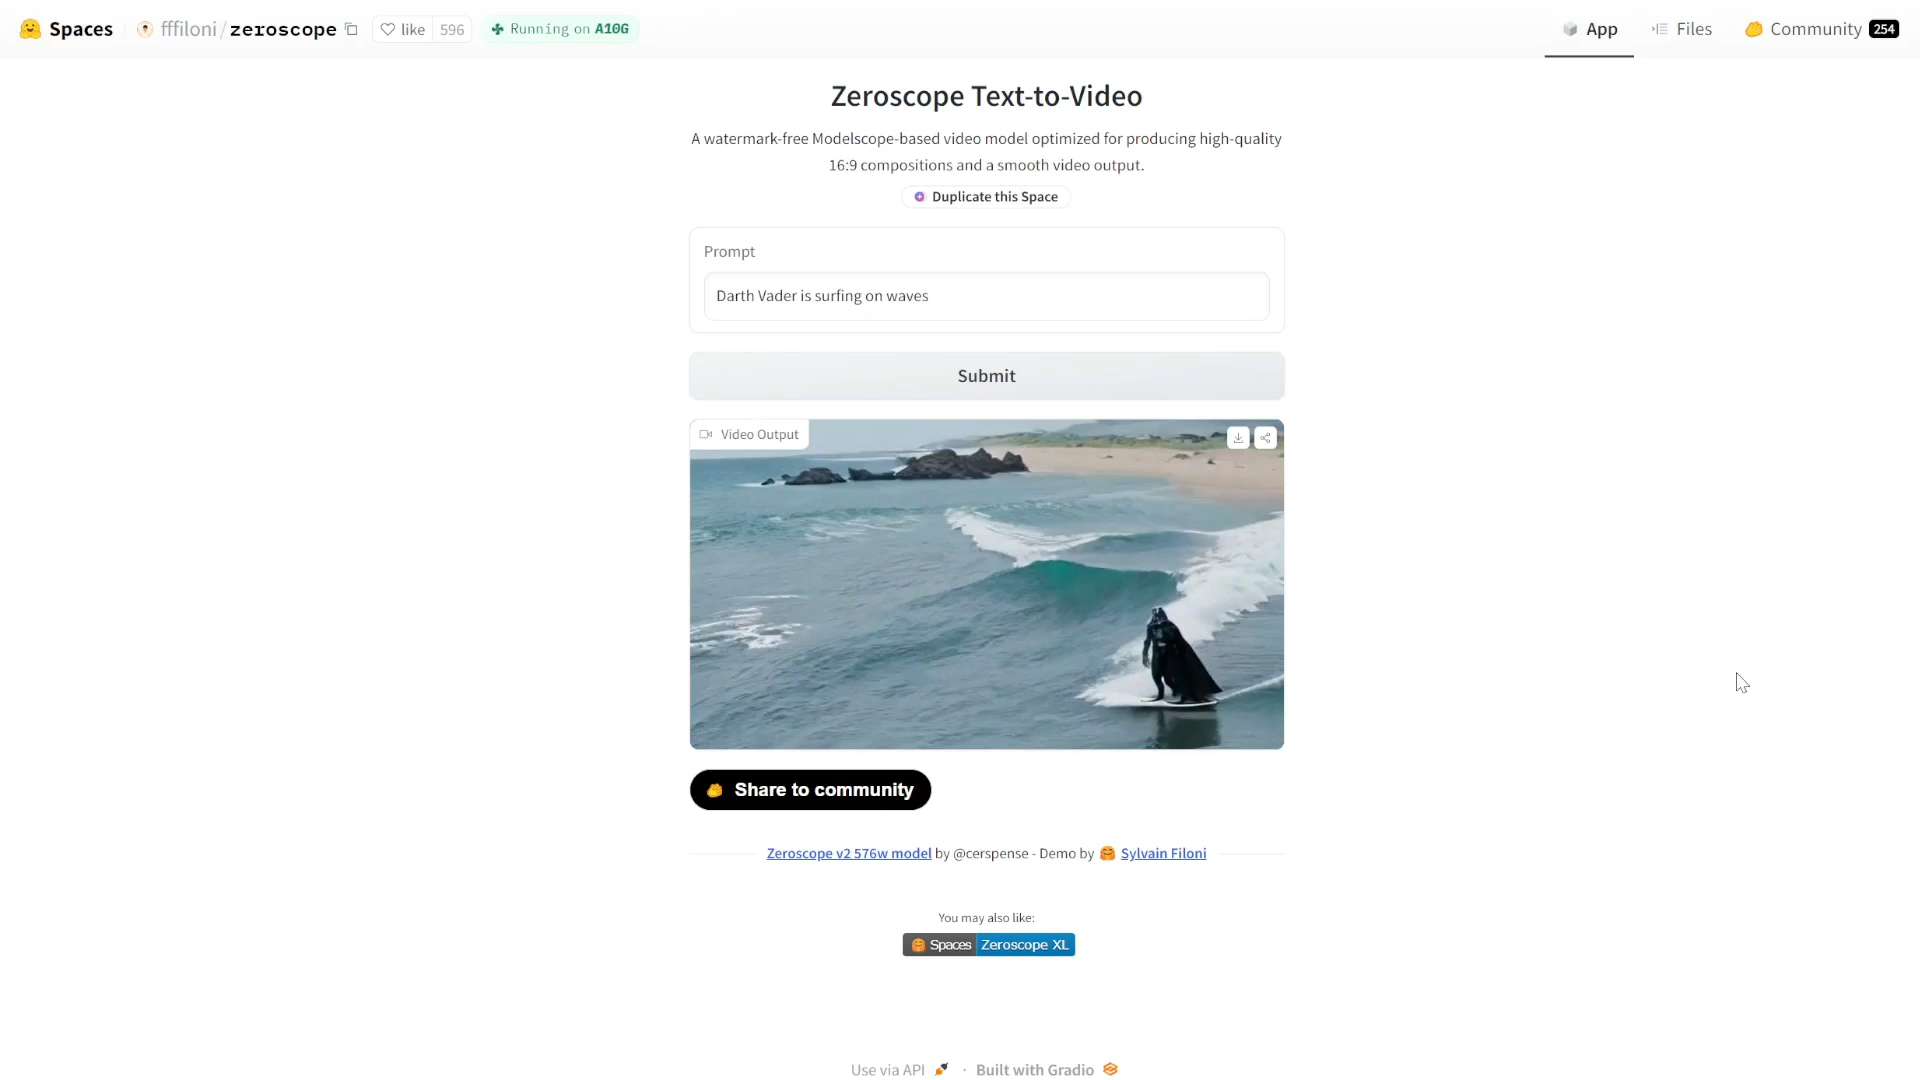 Spaces
fffiloni/zeroscope
like 596
Running on A10G
App
Files
Community 254
Zeroscope Text-to-Video
A watermark-free Modelscope-based video model optimized for producing high-quality
16:9 compositions and a smooth video output.
Duplicate this Space
Prompt
Darth Vader is surfing on waves
Submit
Video Output
Share to community
Zeroscope v2 576w model by @cerspense - Demo by Sylvain Filoni
You may also like:
Spaces Zeroscope XL
Use via API · Built with Gradio